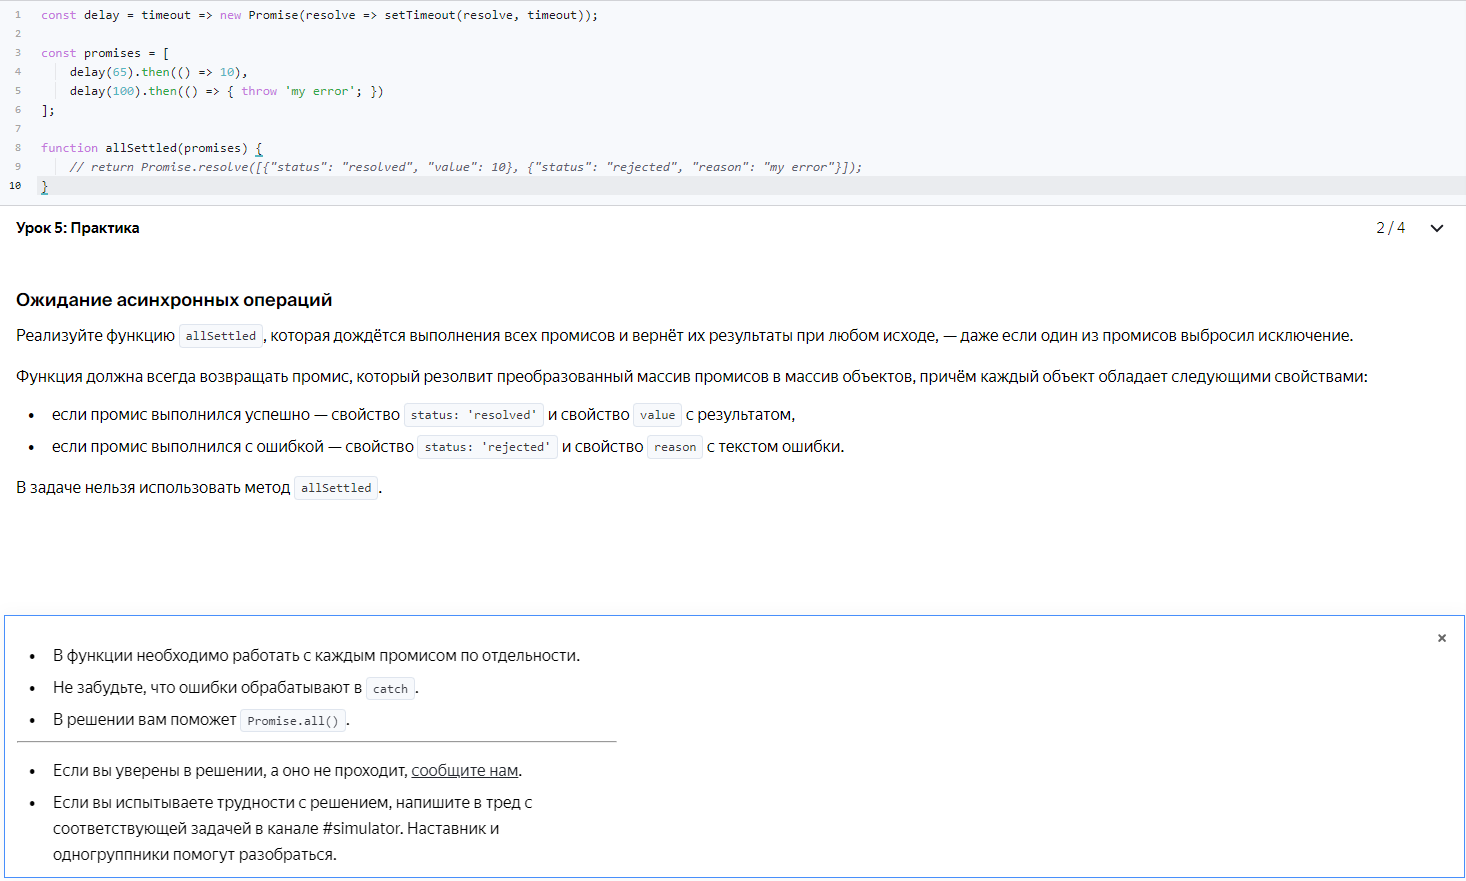 1 const delay = timeout => new Promise(resolve => setTimeout(resolve, timeout));
2
3 const promises = [
4 delay(65).then(() => 10),
5 delay(100).then(() => { throw 'my error'; })
6 ];
7
8 function allSettled(promises) {
9 // return Promise.resolve([{"status": "resolved", "value": 10}, {"status": "rejected", "reason": "my error"}]);
10 }
Урок 5: Практика 2 / 4
Ожидание асинхронных операций
Реализуйте функцию allSettled, которая дождётся выполнения всех промисов и вернёт их результаты при любом исходе, — даже если один из промисов выбросил исключение.
Функция должна всегда возвращать промис, который резолвит преобразованный массив промисов в массив объектов, причём каждый объект обладает следующими свойствами:
• если промис выполнился успешно — свойство status: 'resolved' и свойство value с результатом,
• если промис выполнился с ошибкой — свойство status: 'rejected' и свойство reason с текстом ошибки.
В задаче нельзя использовать метод allSettled.
×
• В функции необходимо работать с каждым промисом по отдельности.
• Не забудьте, что ошибки обрабатывают в catch.
• В решении вам поможет Promise.all().
• Если вы уверены в решении, а оно не проходит, сообщите нам.
• Если вы испытываете трудности с решением, напишите в тред с
соответствующей задачей в канале #simulator. Наставник и
одногруппники помогут разобраться.